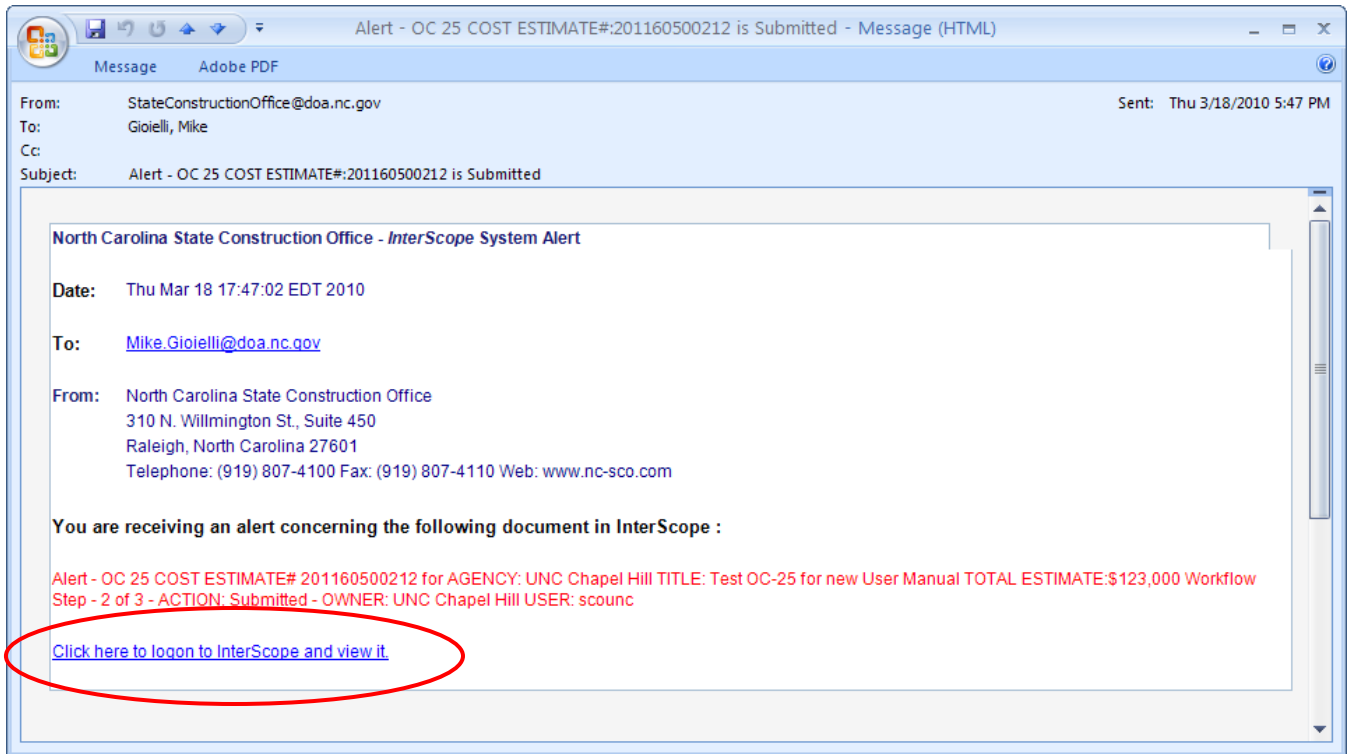 Alert - OC 25 COST ESTIMATE#:201160500212 is Submitted - Message (HTML)
Message Adobe PDF
From: StateConstructionOffice@doa.nc.gov Sent: Thu 3/18/2010 5:47 PM
To: Gioielli, Mike
Cc:
Subject: Alert - OC 25 COST ESTIMATE#:201160500212 is Submitted
North Carolina State Construction Office - InterScope System Alert
Date: Thu Mar 18 17:47:02 EDT 2010
To: Mike.Gioielli@doa.nc.gov
From: North Carolina State Construction Office
310 N. Willmington St., Suite 450
Raleigh, North Carolina 27601
Telephone: (919) 807-4100 Fax: (919) 807-4110 Web: www.nc-sco.com
You are receiving an alert concerning the following document in InterScope :
Alert - OC 25 COST ESTIMATE# 201160500212 for AGENCY: UNC Chapel Hill TITLE: Test OC-25 for new User Manual TOTAL ESTIMATE:$123,000 Workflow
Step - 2 of 3 - ACTION: Submitted - OWNER: UNC Chapel Hill USER: scounc
Click here to logon to InterScope and view it.